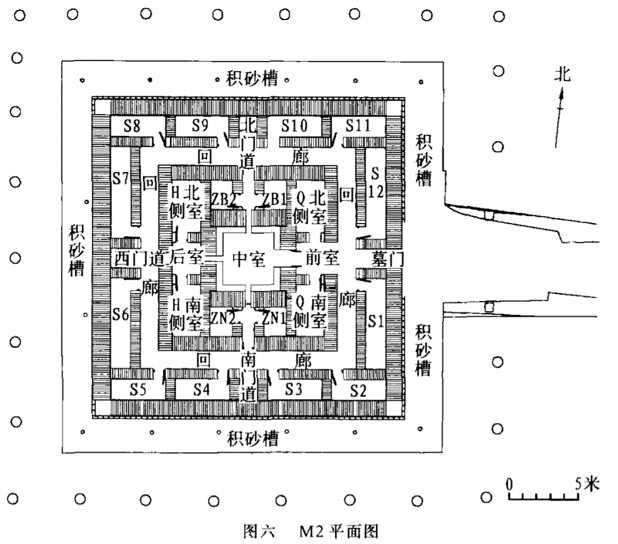 积砂槽
北
S8 S9 北门道 S10 S11
积砂槽
回 廊
S7 回 回 S12
H北侧室 ZB2 ZB1 Q北侧室
积砂槽
西门道 后室 中室 前室 墓门
廊 廊
S6 H南侧室 ZN2 ZN1 Q南侧室 S1
积砂槽
回 廊
S5 S4 南门道 S3 S2
积砂槽
0 5米
图六 M2平面图